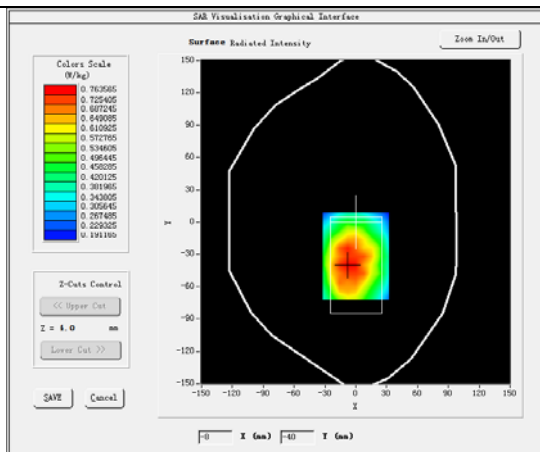 SAR Visualisation Graphical Interface
Surface Radiated Intensity
Zoom In/Out
Colors Scale
(W/kg)
0.763565
0.725405
0.687245
0.649085
0.610925
0.572765
0.534605
0.496445
0.458285
0.420125
0.381965
0.343805
0.305645
0.267485
0.229325
0.191165
150
120
90
60
30
0
-30
-60
-90
-120
-150
Y
-150 -120 -90 -60 -30 0 30 60 90 120 150
X
Z-Cuts Control
<< Upper Cut
Z = 4.0 mm
Lower Cut >>
SAVE Cancel
-8 X (mm) -40 Y (mm)